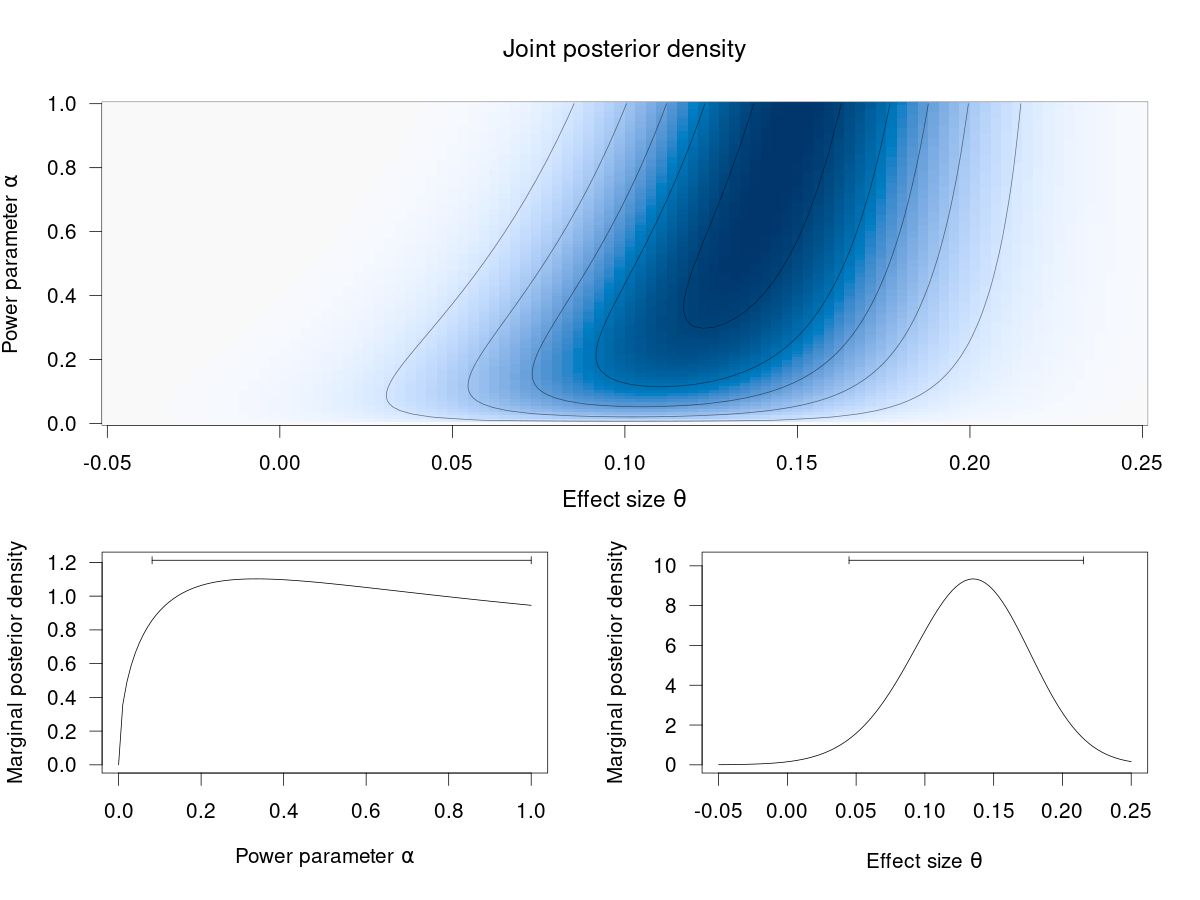 Joint posterior density
Power parameter α
1.0
0.8
0.6
0.4
0.2
0.0
-0.05 0.00 0.05 0.10 0.15 0.20 0.25
Effect size θ
Marginal posterior density
1.2
1.0
0.8
0.6
0.4
0.2
0.0
0.0 0.2 0.4 0.6 0.8 1.0
Power parameter α
Marginal posterior density
10
8
6
4
2
0
-0.05 0.00 0.05 0.10 0.15 0.20 0.25
Effect size θ